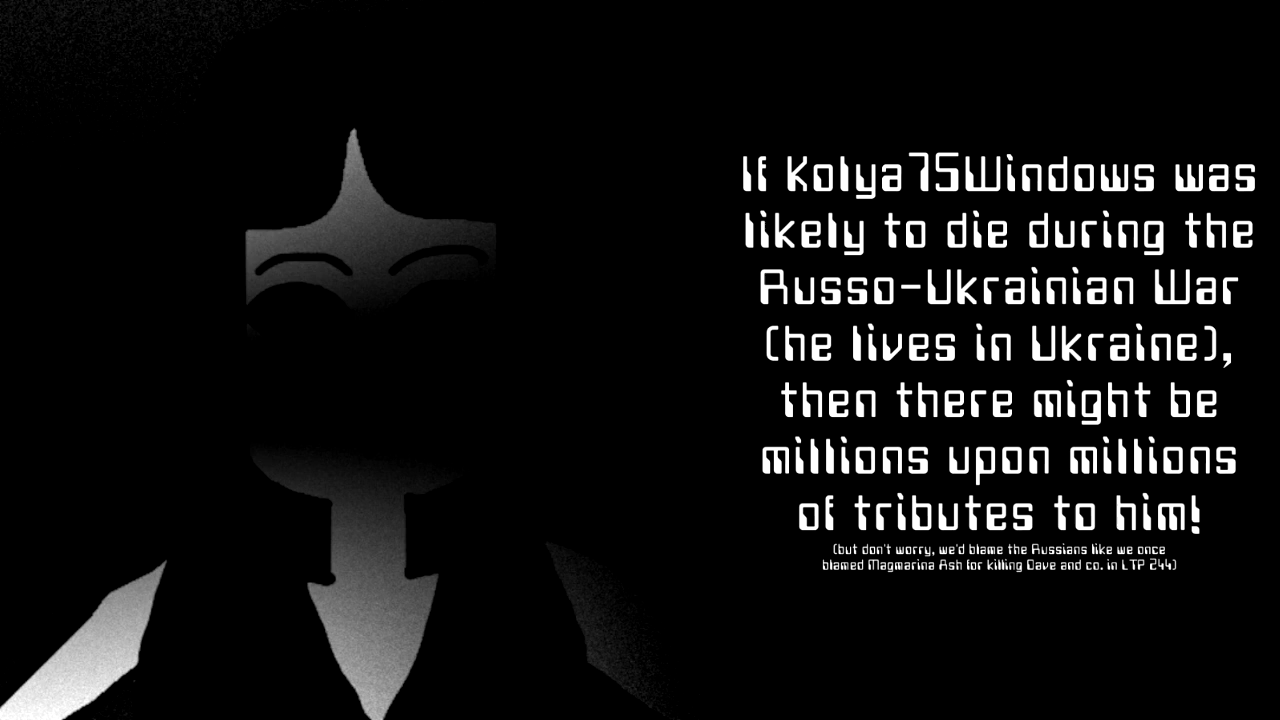 If Kolya75Windows was
likely to die during the
Russo-Ukrainian War
(he lives in Ukraine),
then there might be
millions upon millions
of tributes to him!
(but don't worry, we'd blame the Russians like we once
blamed Magmarina Ash for killing Dave and co. in LTP 244)